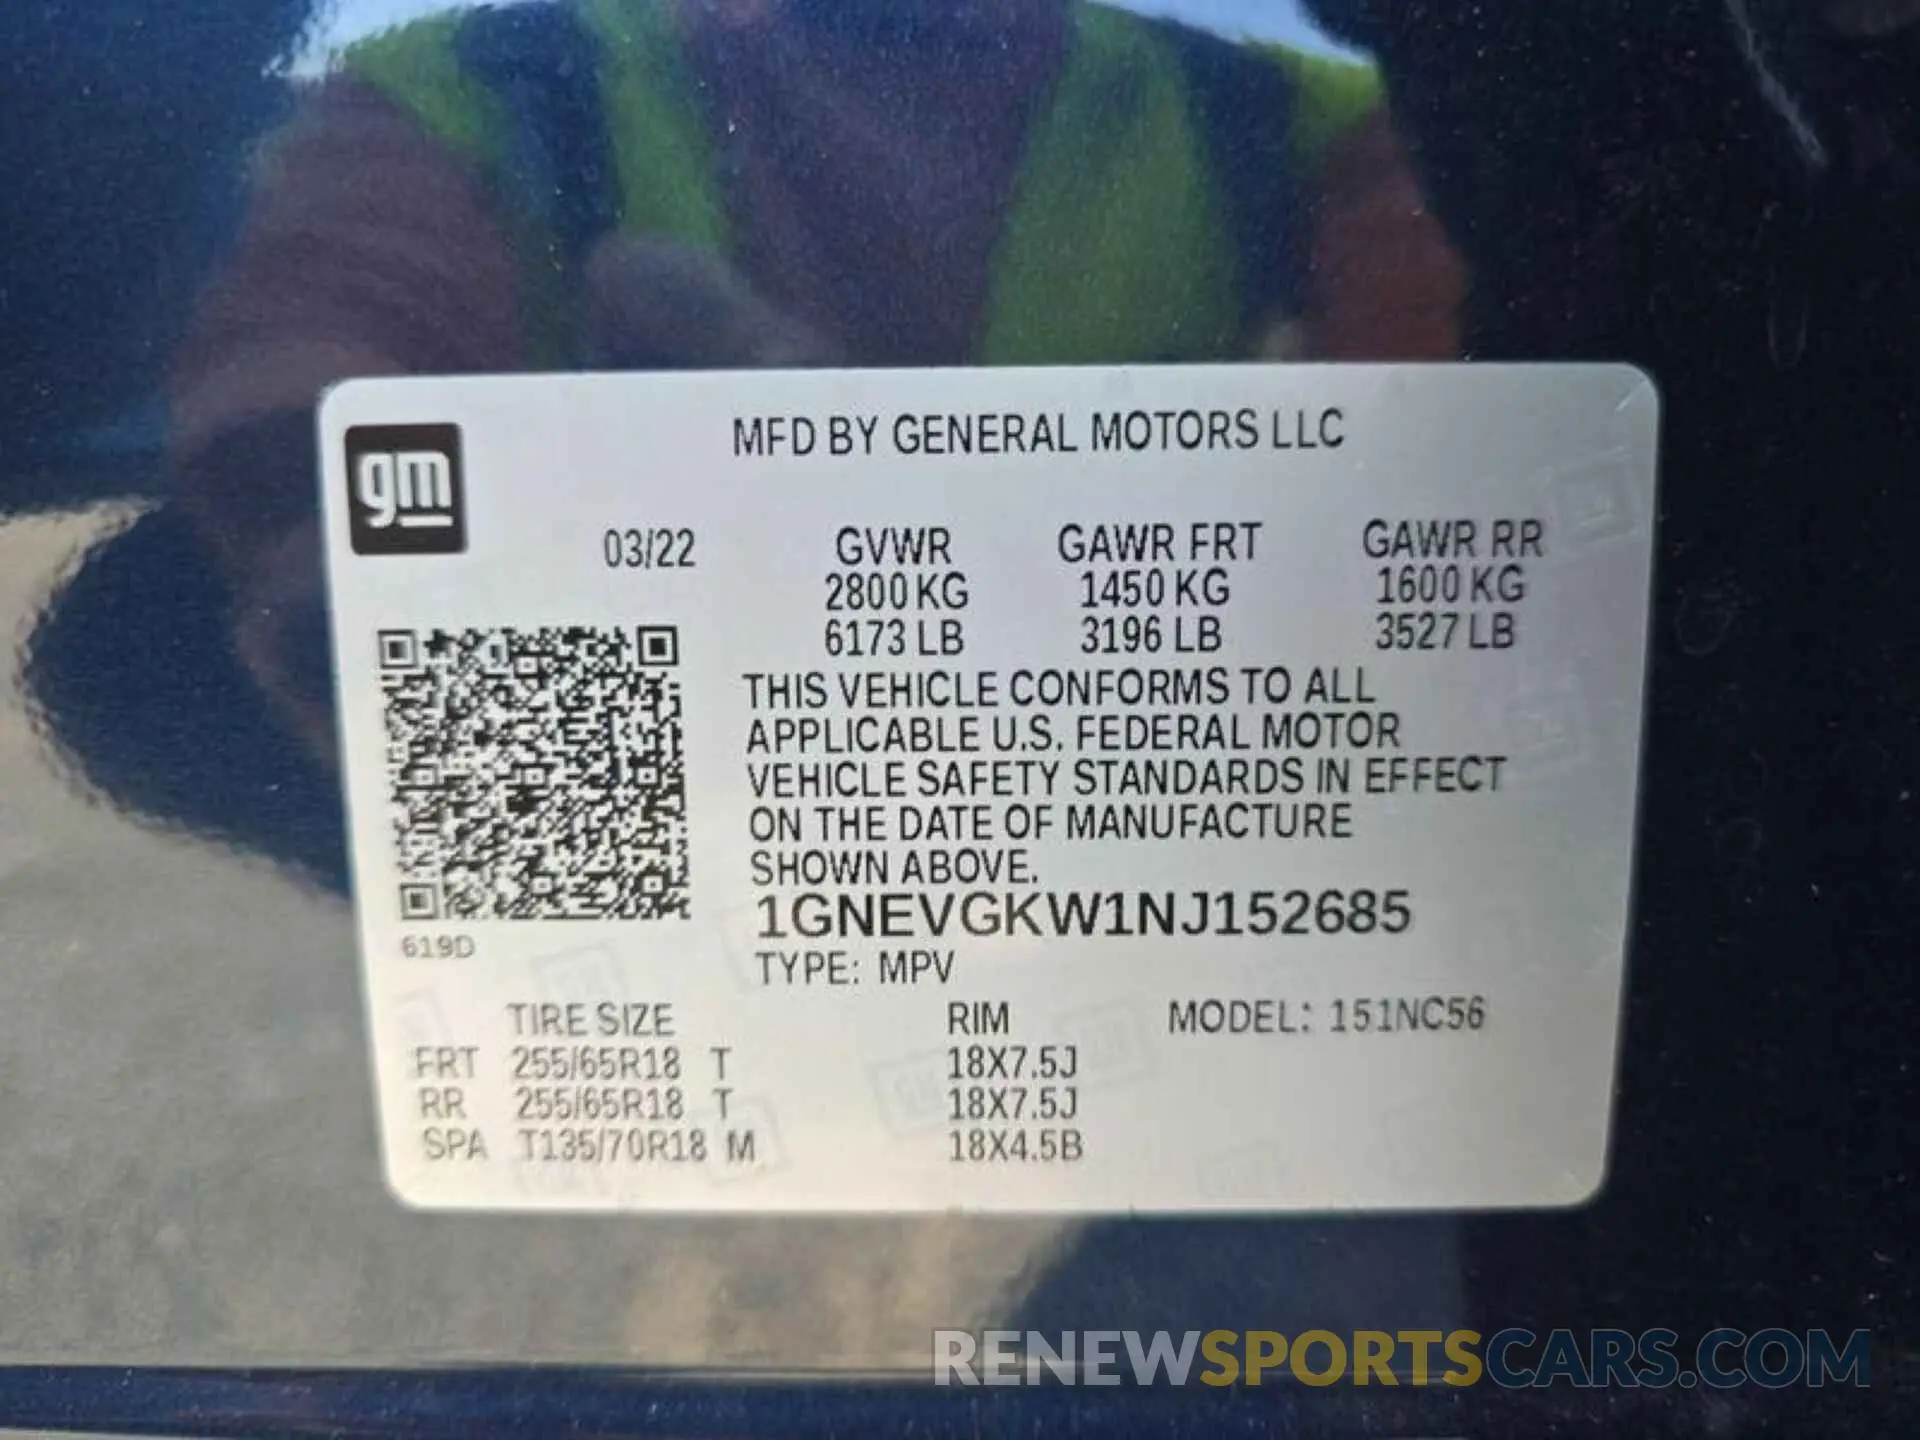 MFD BY GENERAL MOTORS LLC
gm
03/22 GVWR GAWR FRT GAWR RR
2800 KG 1450 KG 1600 KG
6173 LB 3196 LB 3527 LB
THIS VEHICLE CONFORMS TO ALL
APPLICABLE U.S. FEDERAL MOTOR
VEHICLE SAFETY STANDARDS IN EFFECT
ON THE DATE OF MANUFACTURE
SHOWN ABOVE.
1GNEVGKW1NJ152685
619D
TYPE: MPV
TIRE SIZE RIM MODEL: 151NC56
FRT 255/65R18 T 18X7.5J
RR 255/65R18 T 18X7.5J
SPA T135/70R18 M 18X4.5B
RENEWSPORTSCARS.COM